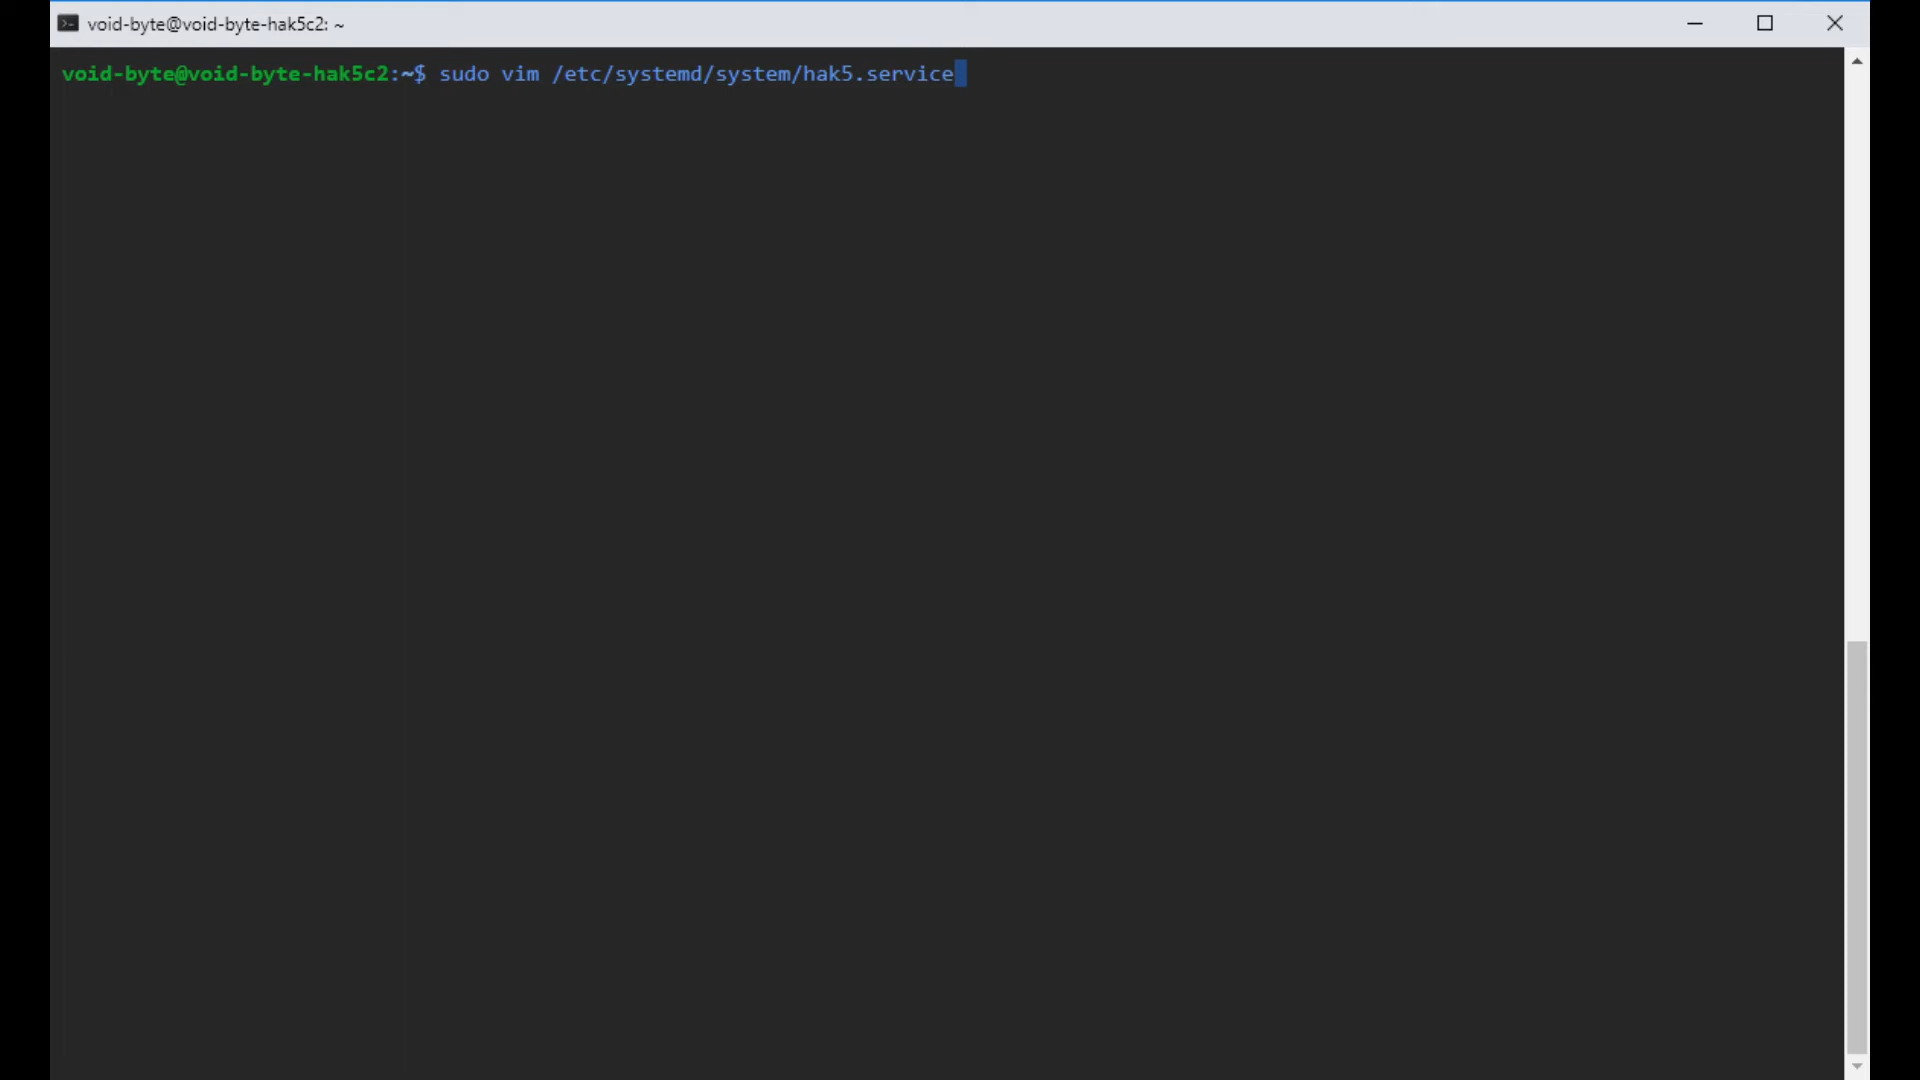 void-byte@void-byte-hak5c2: ~
void-byte@void-byte-hak5c2:~$ sudo vim /etc/systemd/system/hak5.service